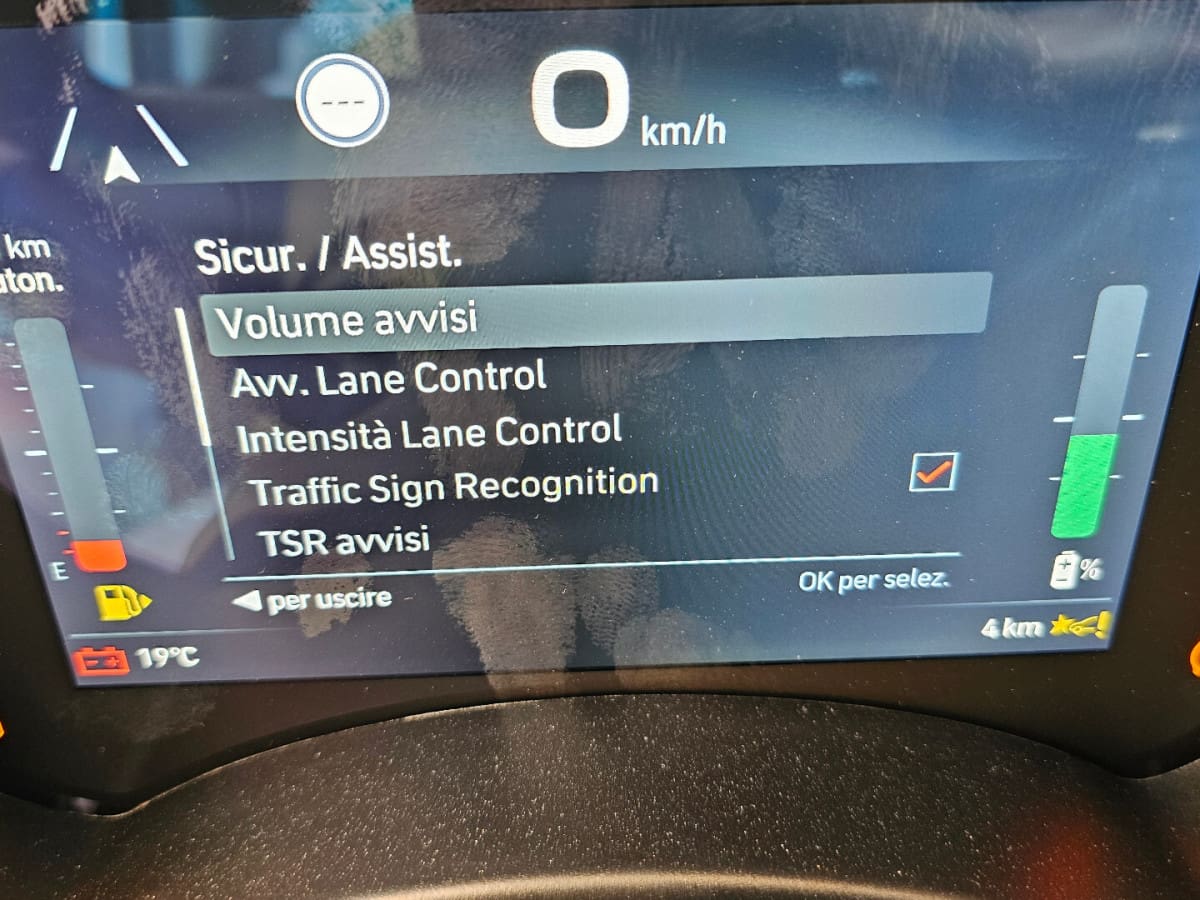 ---
0 km/h
km
Sicur. / Assist.
Volume avvisi
Avv. Lane Control
Intensità Lane Control
Traffic Sign Recognition
TSR avvisi
E
%
per uscire
OK per selez.
4 km
19°C